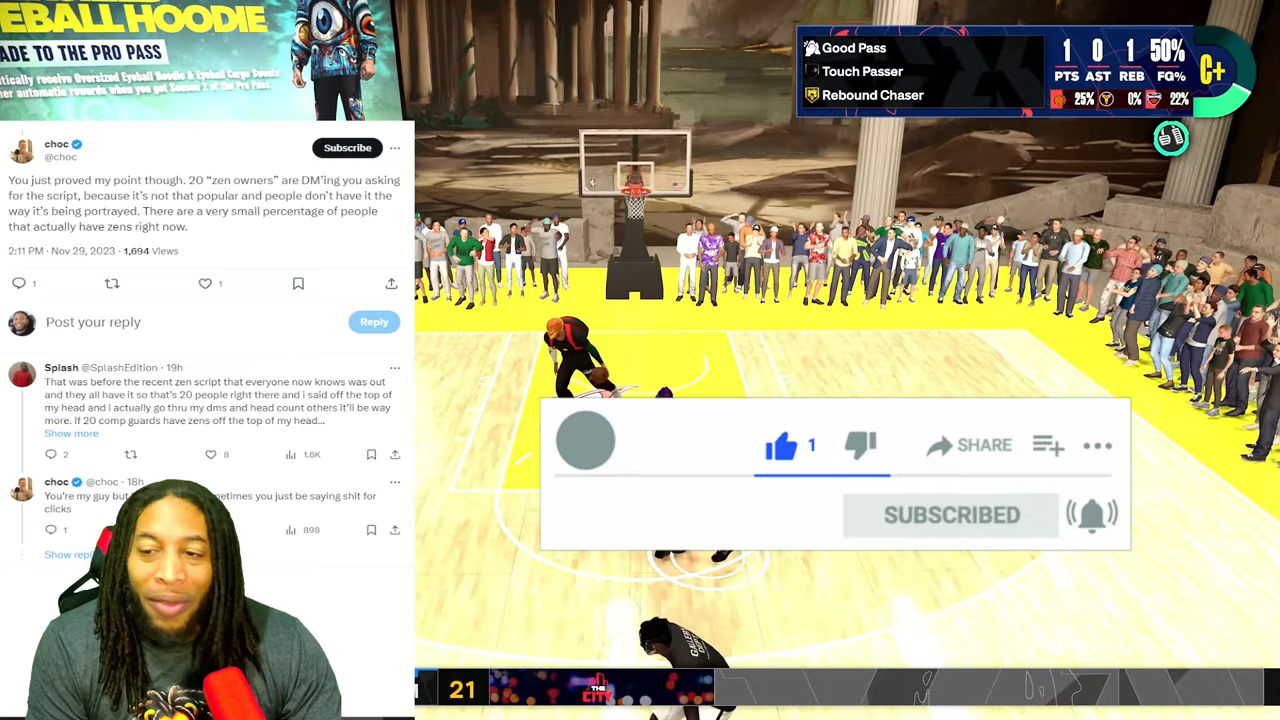 EBALL HOODIE
ADE TO THE PRO PASS
tically receive Oversized Eyeball Hoodie & Eyeball Cargo Sweats
her automatic rewards when you get Season 2 of the Pro Pass.
choc
@choc
Subscribe
You just proved my point though. 20 “zen owners” are DM'ing you asking
for the script, because it's not that popular and people don't have it the
way it's being portrayed. There are a very small percentage of people
that actually have zens right now.
2:11 PM · Nov 29, 2023 · 1,694 Views
1
1
Post your reply
Reply
Splash @SplashEdition · 19h
That was before the recent zen script that everyone now knows was out
and they all have it so that's 20 people right there and i said off the top of
my head and i actually go thru my dms and head count others it'll be way
more. If 20 comp guards have zens off the top of my head...
Show more
2
8
1.6K
choc @choc · 18h
You're my guy but
metimes you just be saying shit for
clicks
1
898
Show repl
Good Pass
Touch Passer
Rebound Chaser
1 0 1 50%
PTS AST REB FG%
25% 0% 22%
C+
1
SHARE
SUBSCRIBED
GALLERY
DEPT
21
THE
CITY